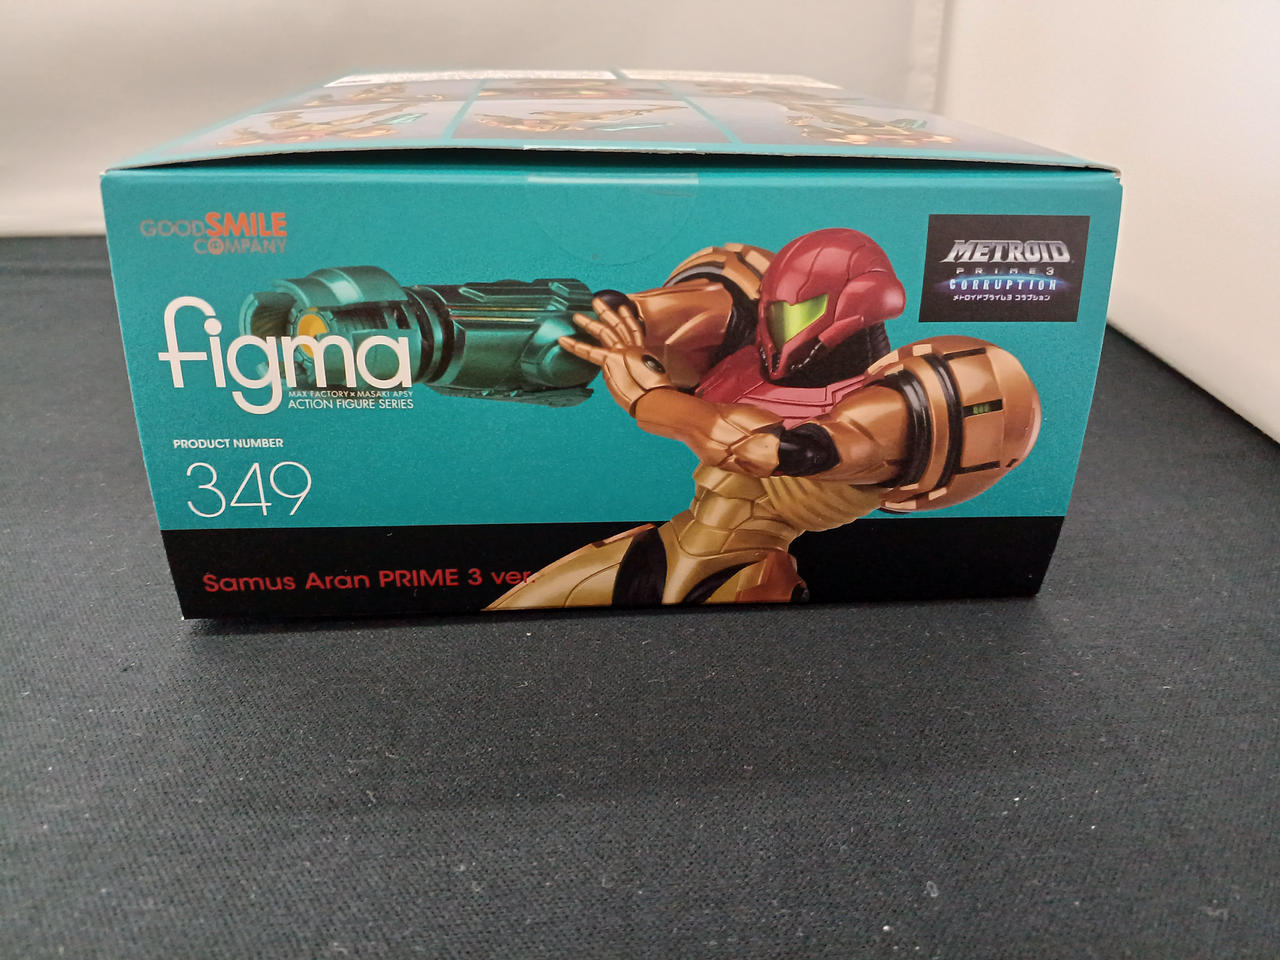 GOODSMILE
COMPANY
figma
MAX FACTORY×MASAKI APSY
ACTION FIGURE SERIES
PRODUCT NUMBER
349
Samus Aran PRIME 3 ver.
METROID
PRIME 3
CORRUPTION
メトロイドプライム3 コラプション